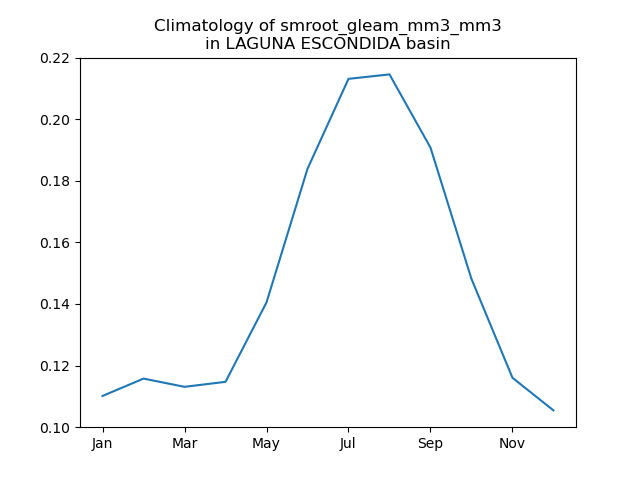 Climatology of smroot_gleam_mm3_mm3
in LAGUNA ESCONDIDA basin
0.22
0.20
0.18
0.16
0.14
0.12
0.10
Jan Mar May Jul Sep Nov